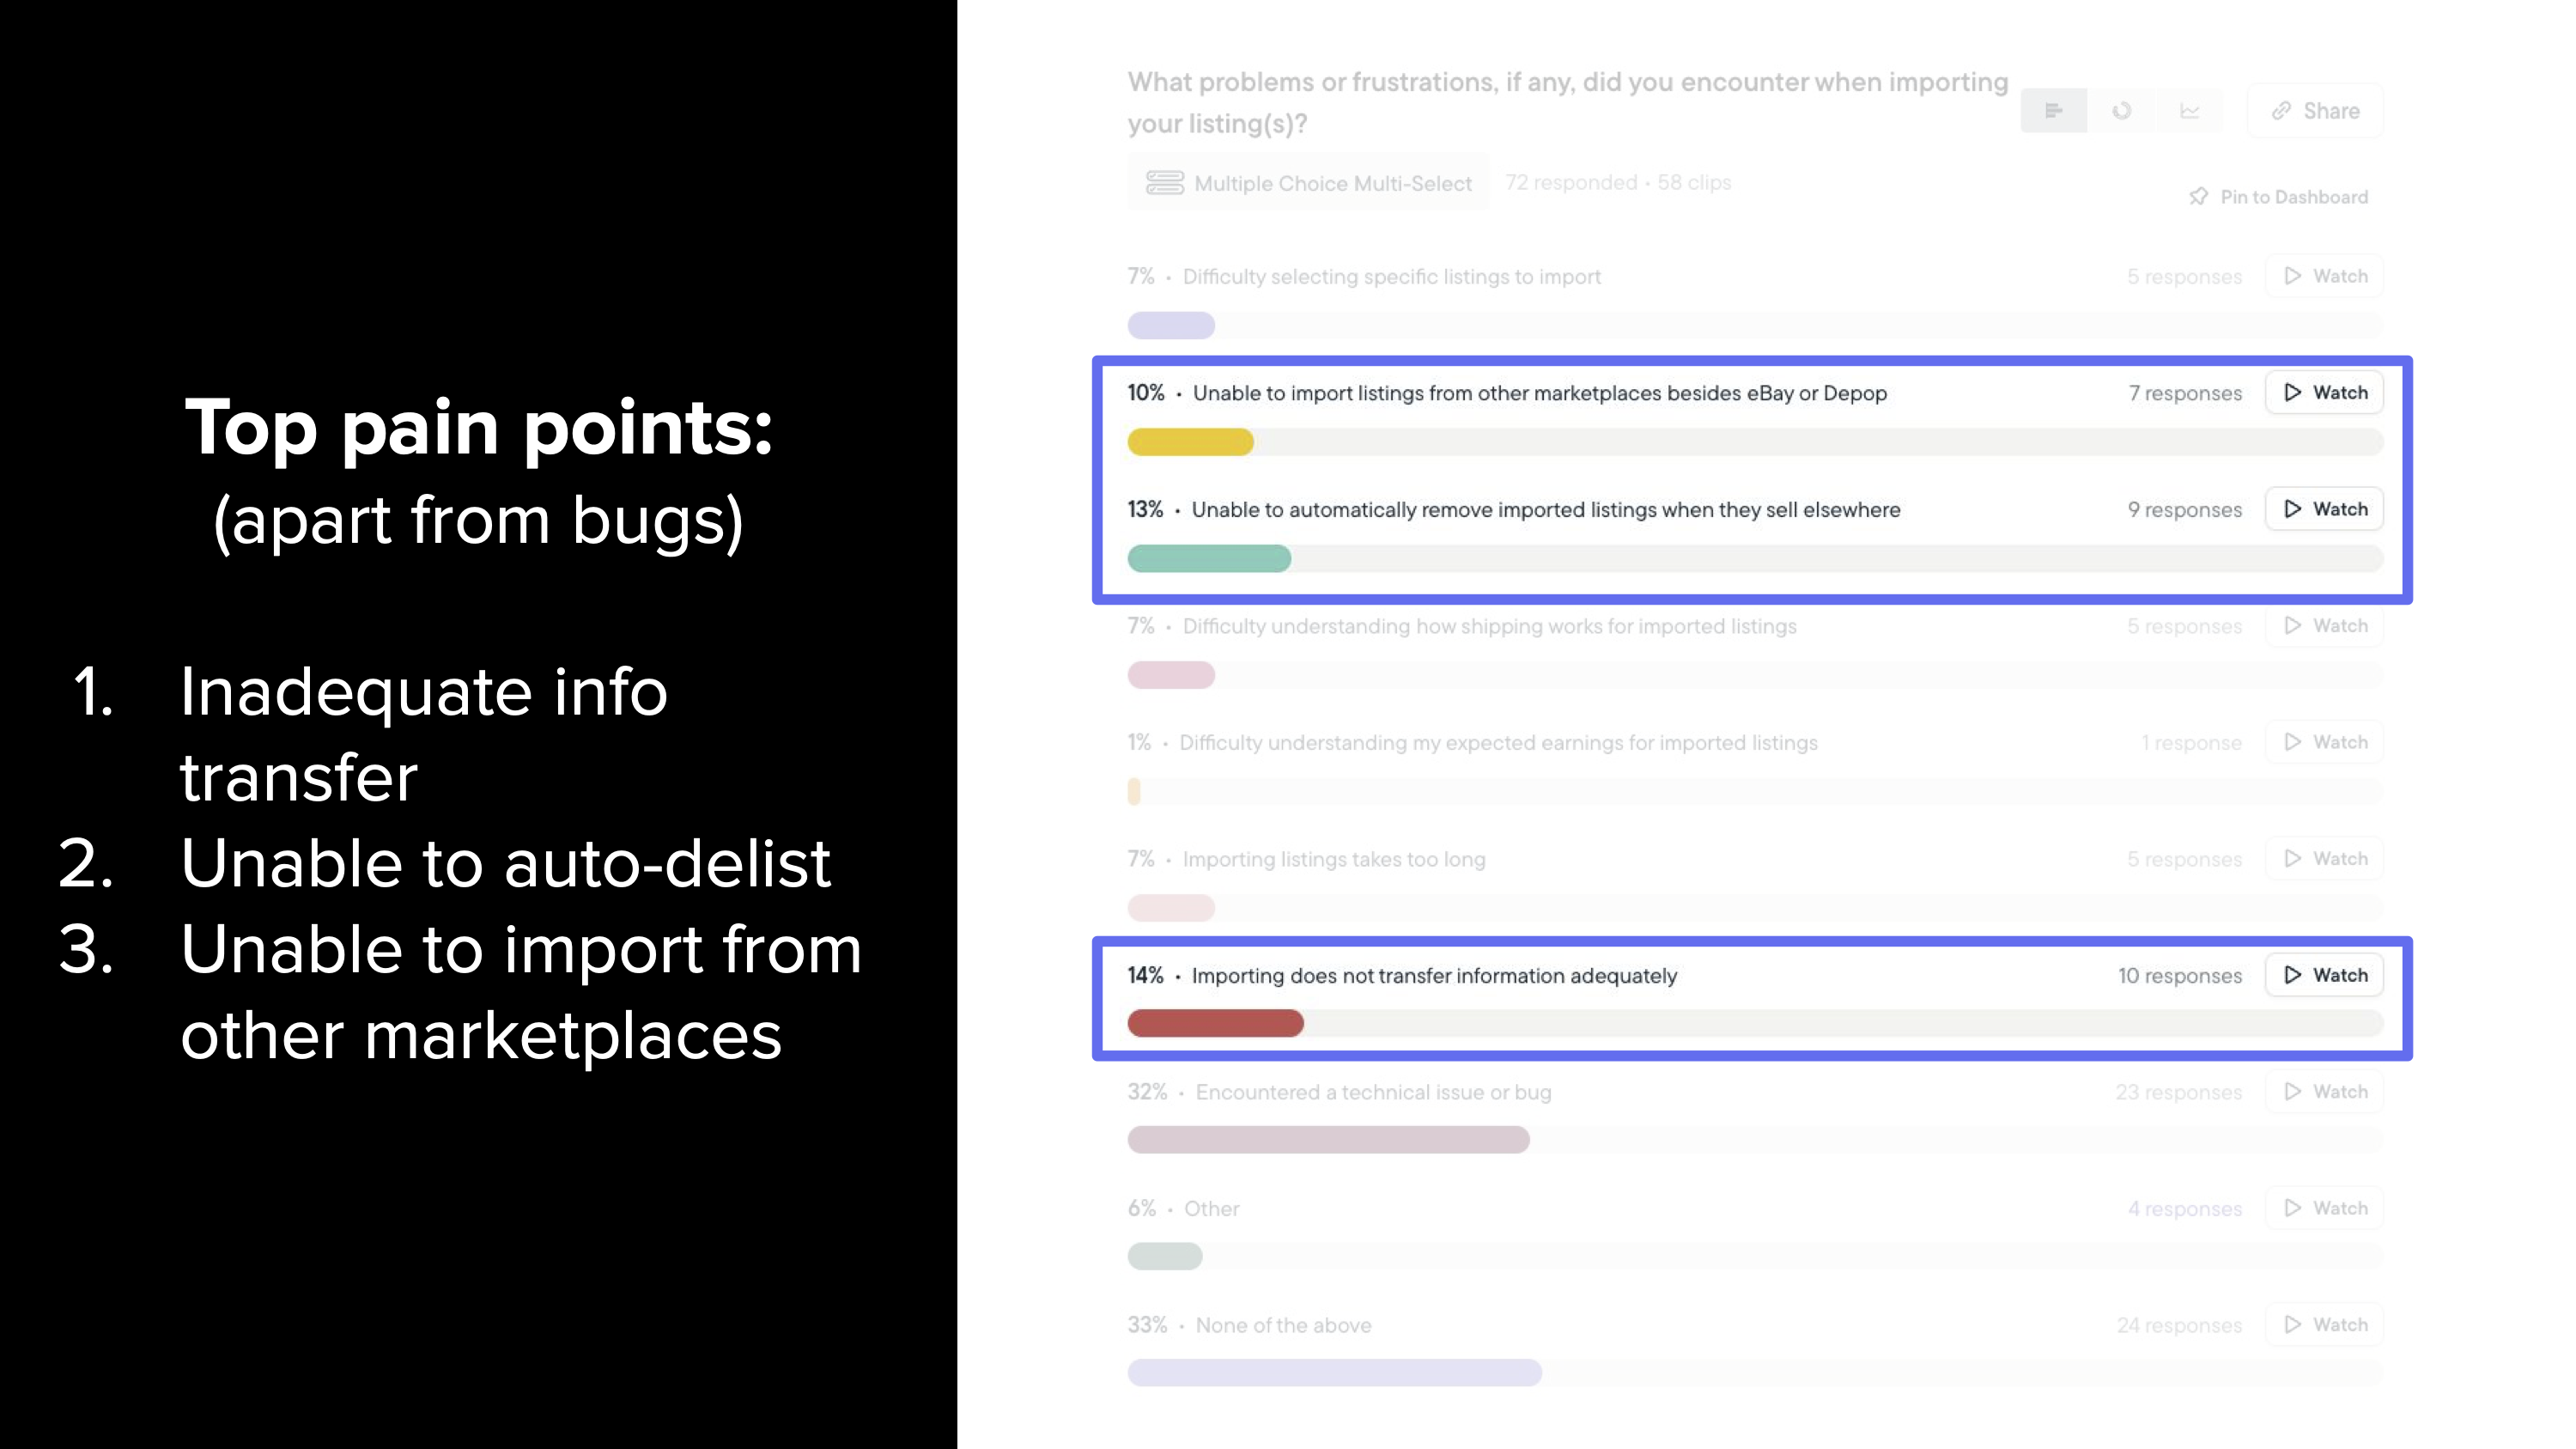 Top pain points:
(apart from bugs)
1. Inadequate info
transfer
2. Unable to auto-delist
3. Unable to import from
other marketplaces
What problems or frustrations, if any, did you encounter when importing
your listing(s)?
Share
Multiple Choice Multi-Select 72 responded • 58 clips
Pin to Dashboard
7% • Difficulty selecting specific listings to import 5 responses Watch
10% • Unable to import listings from other marketplaces besides eBay or Depop 7 responses Watch
13% • Unable to automatically remove imported listings when they sell elsewhere 9 responses Watch
7% • Difficulty understanding how shipping works for imported listings 5 responses Watch
1% • Difficulty understanding my expected earnings for imported listings 1 response Watch
7% • Importing listings takes too long 5 responses Watch
14% • Importing does not transfer information adequately 10 responses Watch
32% • Encountered a technical issue or bug 23 responses Watch
6% • Other 4 responses Watch
33% • None of the above 24 responses Watch